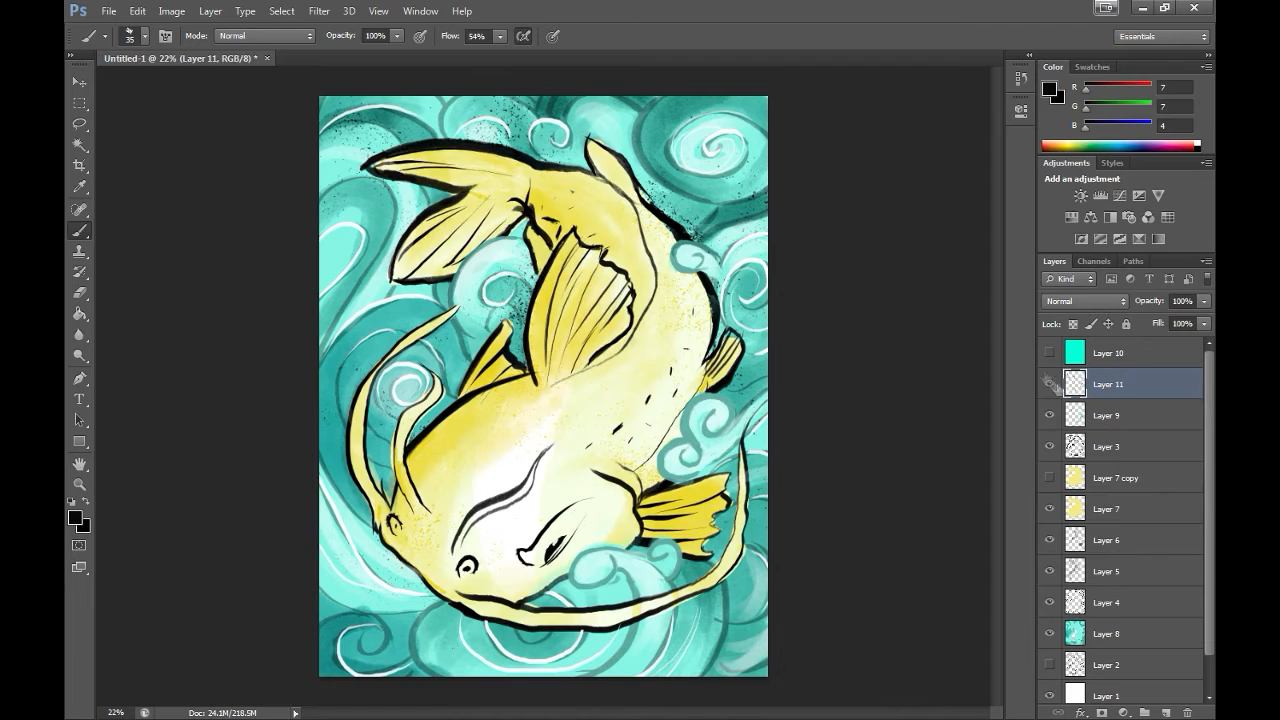 Ps File Edit Image Layer Type Select Filter 3D View Window Help
35 Mode: Normal Opacity: 100% Flow: 54% Essentials
Untitled-1 @ 22% (Layer 11, RGB/8) * ×
Color Swatches
R 7
G 7
B 4
Adjustments Styles
Add an adjustment
Layers Channels Paths
Kind
Normal Opacity: 100%
Lock: Fill: 100%
Layer 10
Layer 11
Layer 9
Layer 3
Layer 7 copy
Layer 7
Layer 6
Layer 5
Layer 4
Layer 8
Layer 2
Layer 1
22% Doc: 24.1M/218.5M